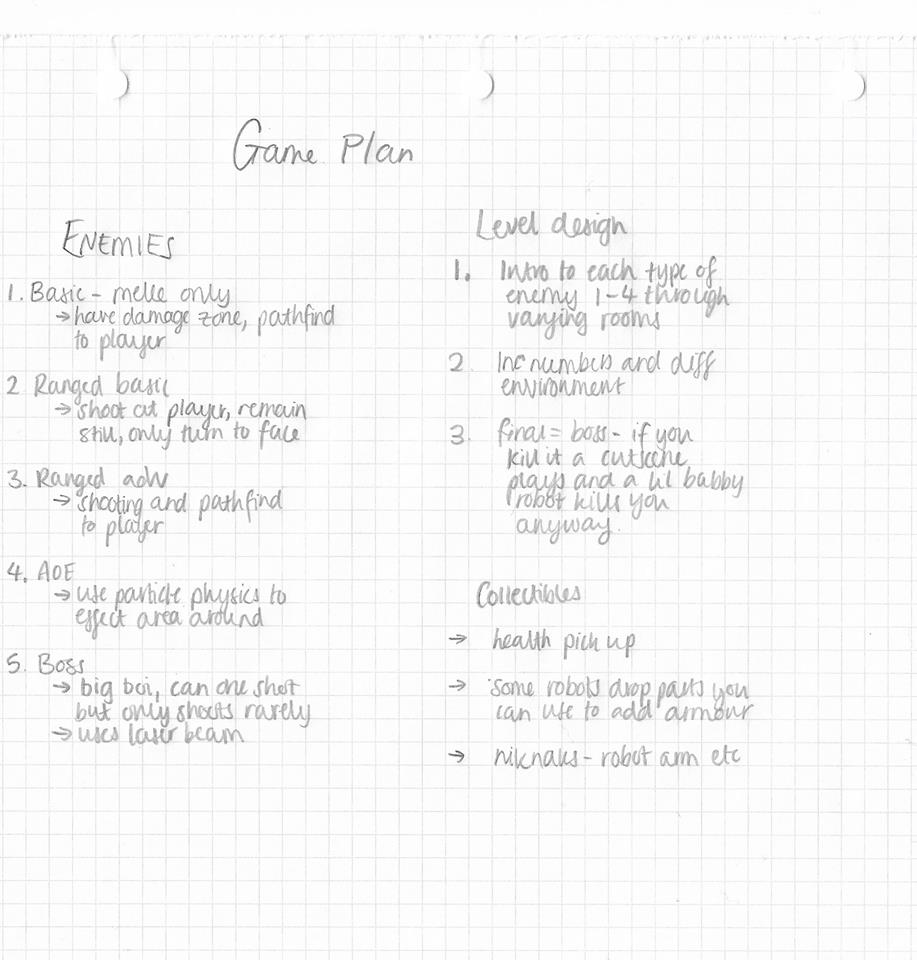 Game Plan
ENEMIES
1. Basic - melle only
→ have damage zone, pathfind
to player
2 Ranged basic
→ shoot at player, remain
still, only turn to face
3. Ranged adv
→ shooting and pathfind
to player
4. AOE
→ use particle physics to
effect area around
5. Boss
→ big boi, can one shot
but only shoots rarely
→ uses laser beam
Level design
1. Intro to each type of
enemy 1-4 through
varying rooms
2. Inc numbers and diff
environment
3. final = boss - if you
kill it a cutscene
plays and a lil babby
robot kills you
anyway.
Collectibles
→ health pick up
→ some robots drop parts you
can use to add armour
→ niknaks - robot arm etc